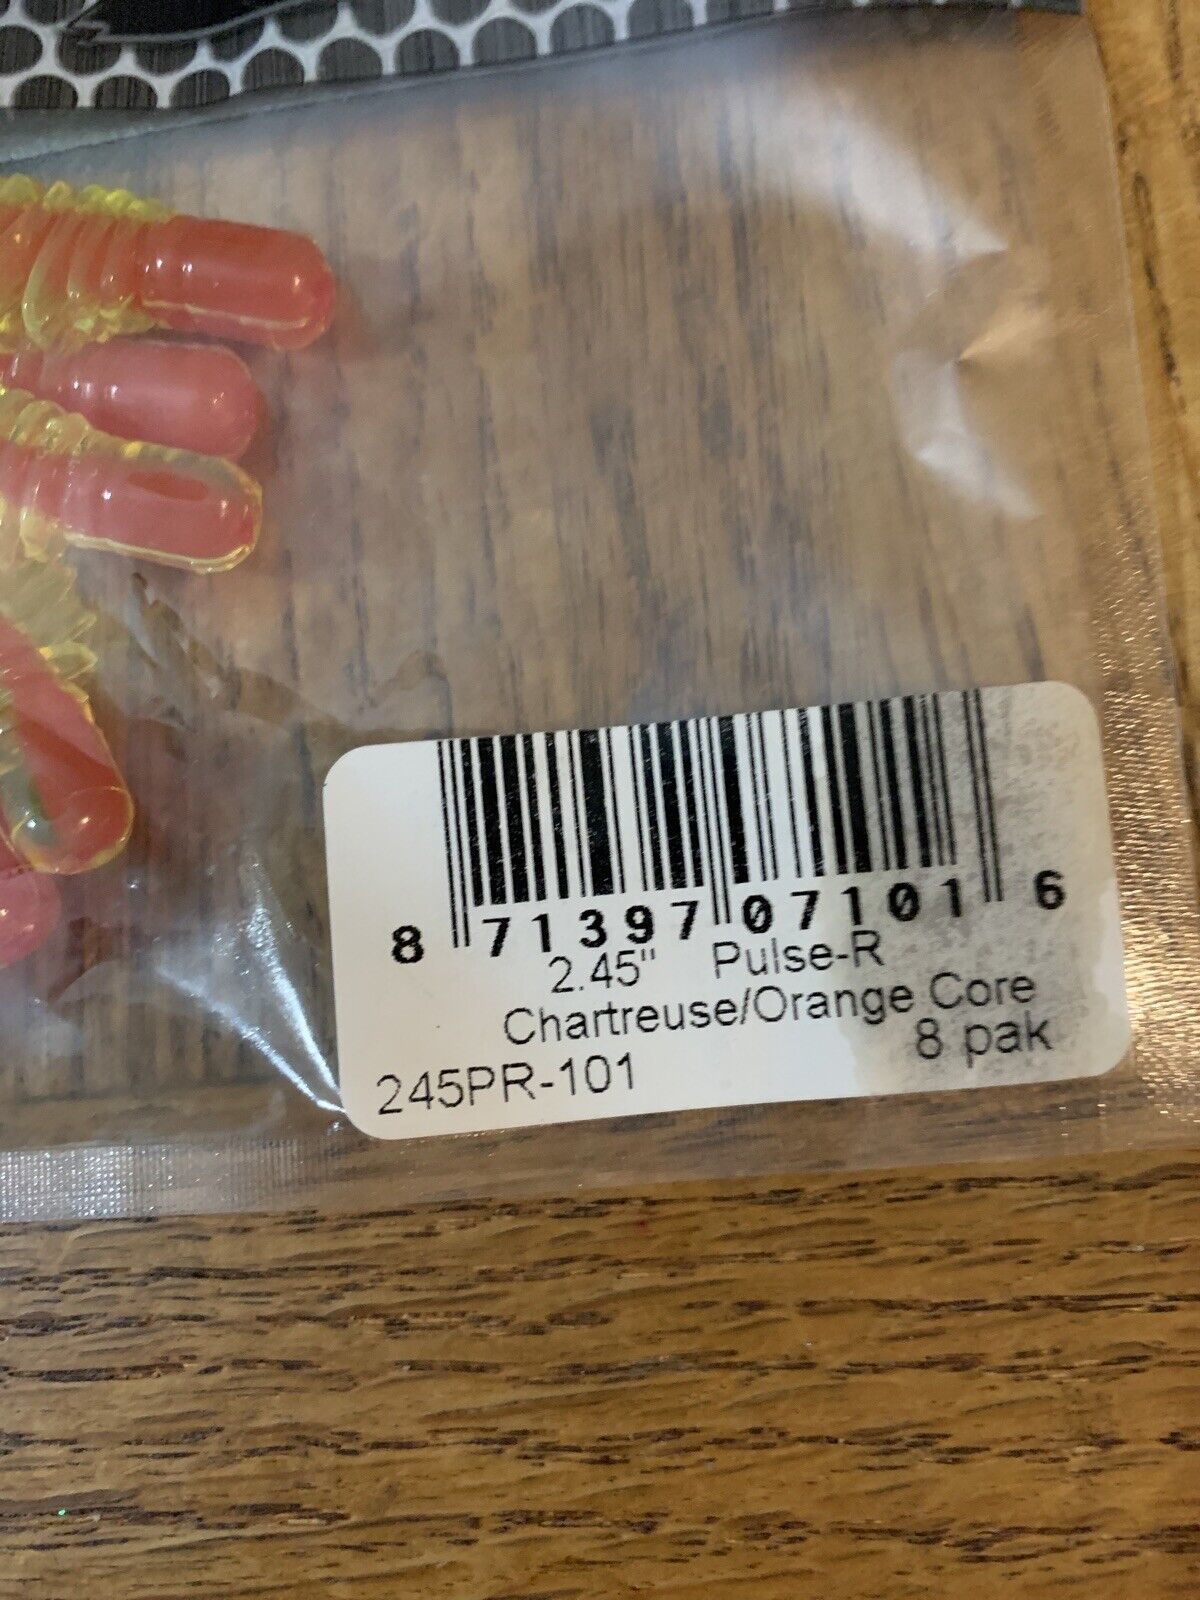 8 71397 07101 6
2.45" Pulse-R
Chartreuse/Orange Core
8 pak
245PR-101